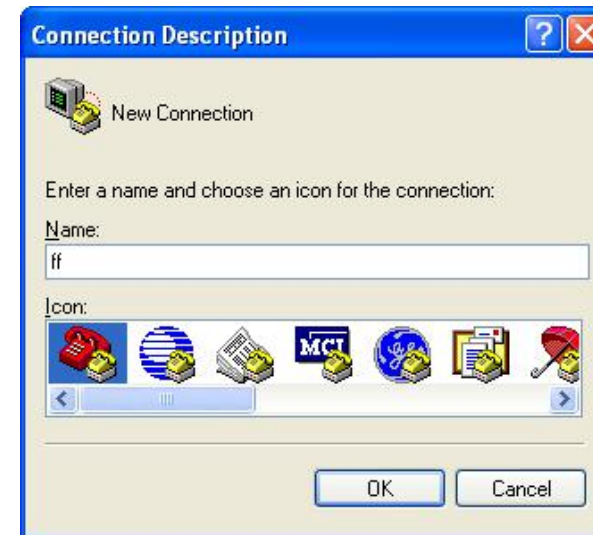 Connection Description
New Connection
Enter a name and choose an icon for the connection:
Name:
ff
Icon:
MCI
OK Cancel